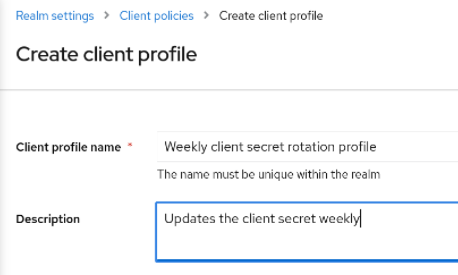 Realm settings > Client policies > Create client profile
Create client profile
Client profile name * Weekly client secret rotation profile
The name must be unique within the realm
Description Updates the client secret weekly